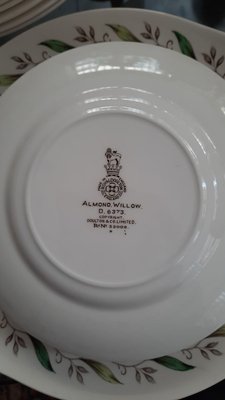 ALMOND WILLOW
D. 6373
COPYRIGHT
DOULTON & CO. LIMITED.